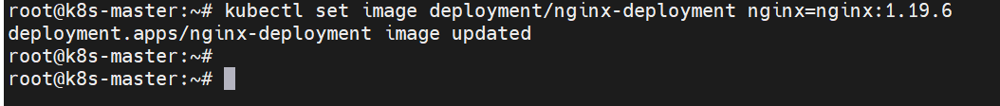 root@k8s-master:~# kubectl set image deployment/nginx-deployment nginx=nginx:1.19.6
deployment.apps/nginx-deployment image updated
root@k8s-master:~#
root@k8s-master:~#